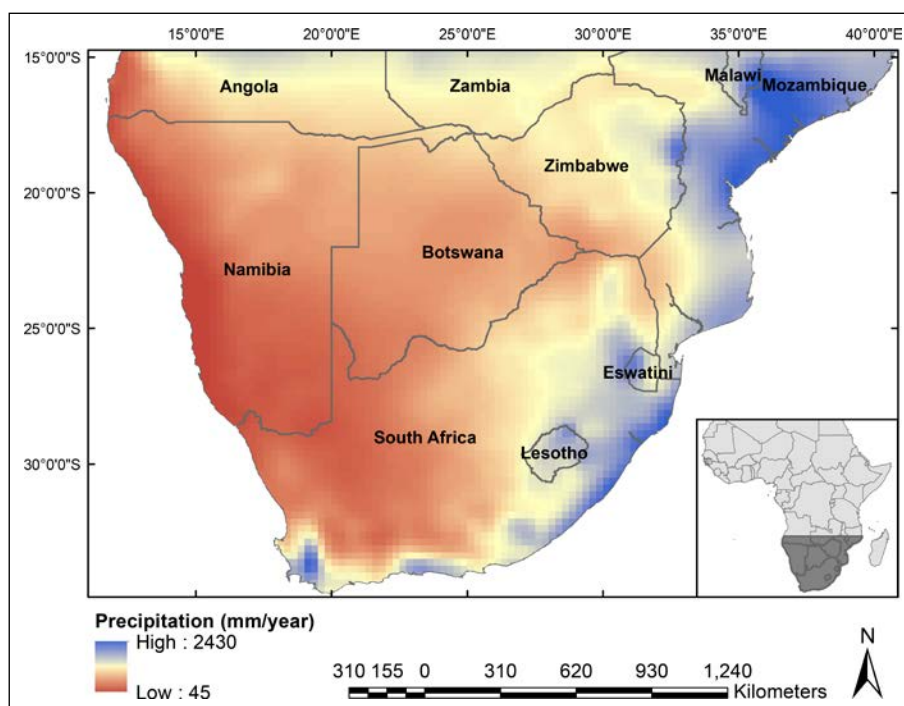 15°0'0"E 20°0'0"E 25°0'0"E 30°0'0"E 35°0'0"E 40°0'0"E
15°0'0"S
Angola
Zambia
Malawi
Mozambique
Zimbabwe
20°0'0"S
Botswana
Namibia
25°0'0"S
Eswatini
South Africa
Lesotho
30°0'0"S
Precipitation (mm/year)
High : 2430
Low : 45
310 155 0 310 620 930 1,240
Kilometers
N